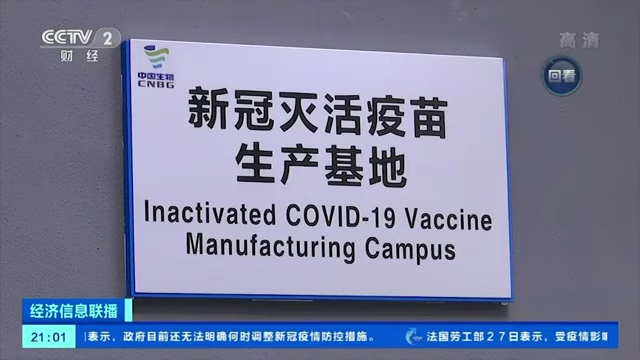 CCTV 2
财经
高清
回看
中国生物
CNBG
新冠灭活疫苗
生产基地
Inactivated COVID-19 Vaccine
Manufacturing Campus
经济信息联播
21:01
表示，政府目前还无法明确何时调整新冠疫情防控措施。
法国劳工部27日表示，受疫情影